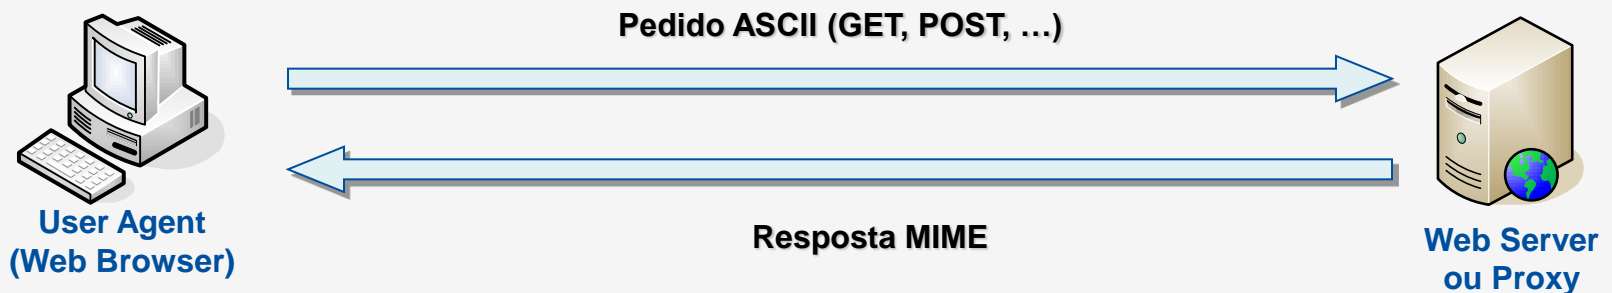 Pedido ASCII (GET, POST, …)
User Agent
(Web Browser)
Resposta MIME
Web Server
ou Proxy